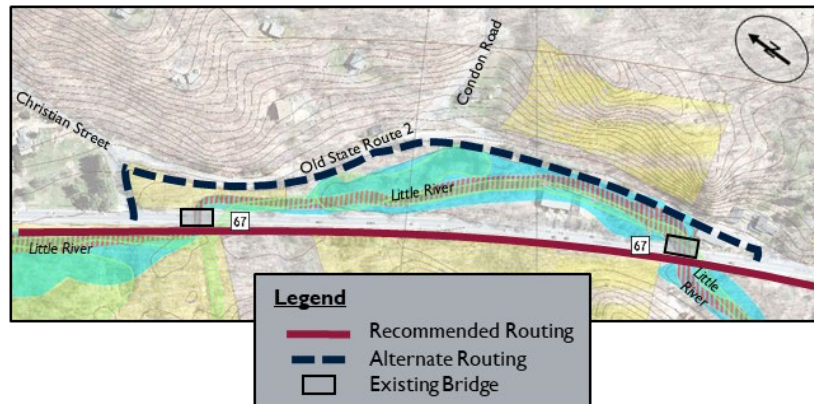 N
Condon Road
Christian Street
Old State Route 2
Little River
67
Little River
67
Little
River
Legend
Recommended Routing
Alternate Routing
Existing Bridge